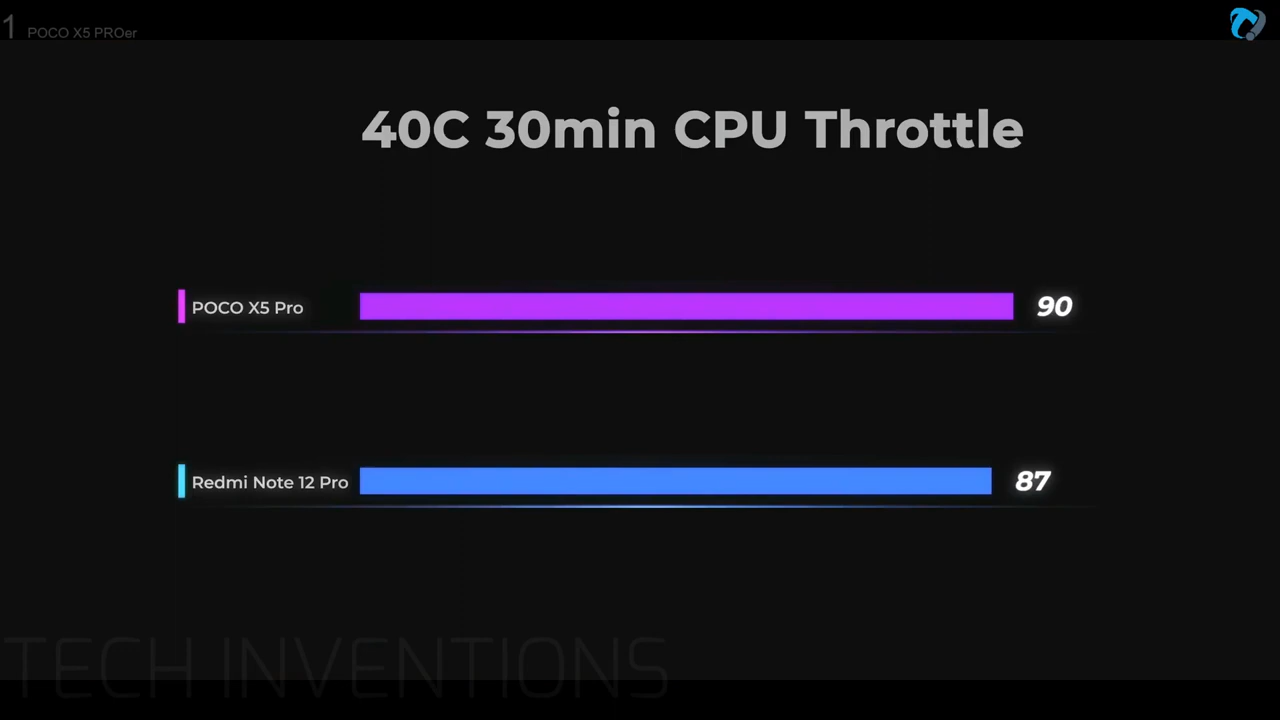 1 POCO X5 PROer
40C 30min CPU Throttle
POCO X5 Pro 90
Redmi Note 12 Pro 87
TECH INVENTIONS